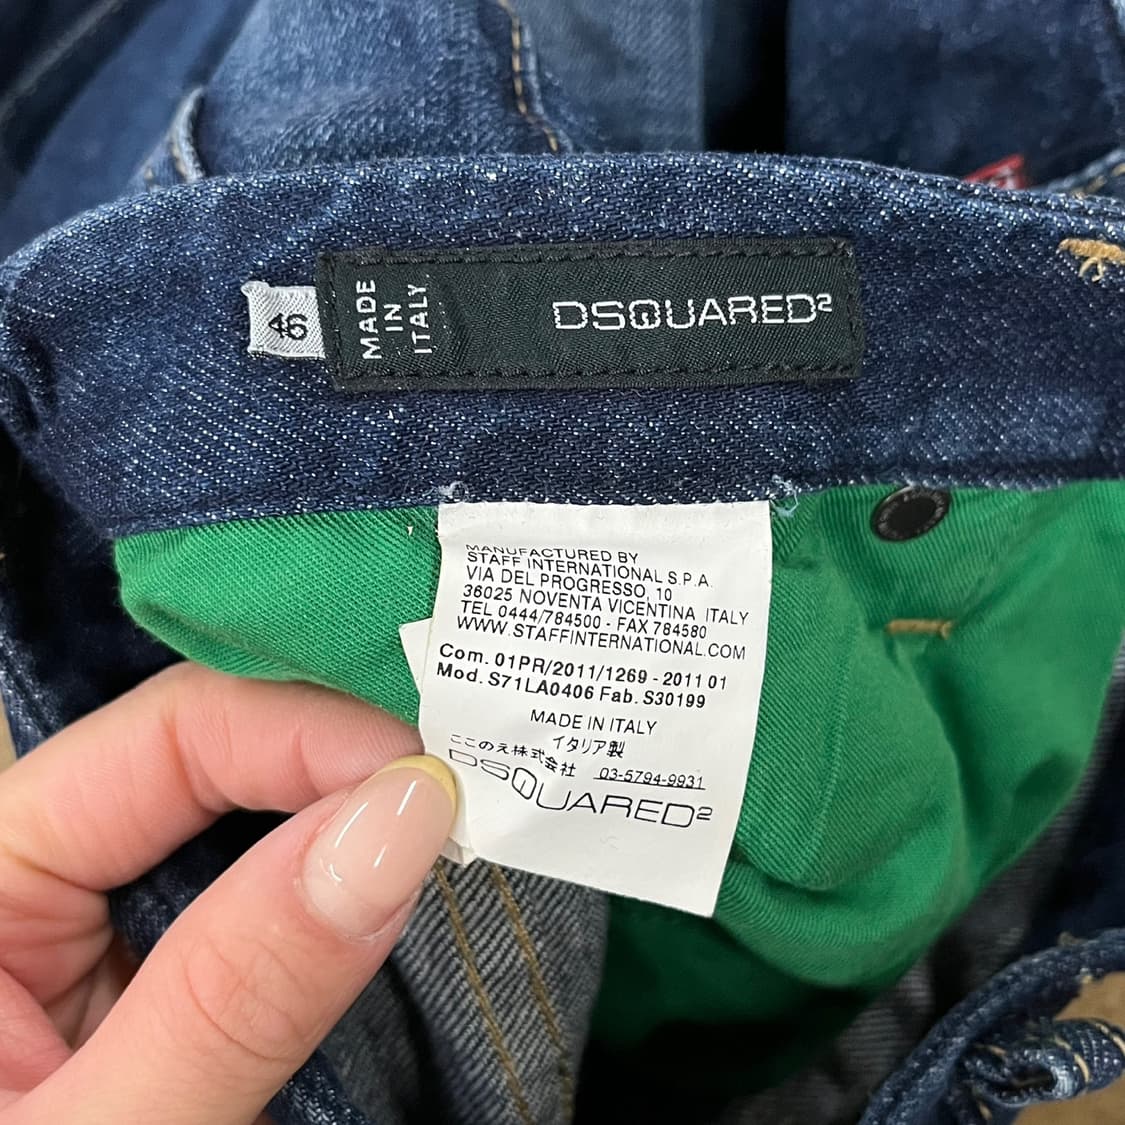 46
MADE
IN
ITALY
DSQUARED²
MANUFACTURED BY
STAFF INTERNATIONAL S.P.A.
VIA DEL PROGRESSO, 10
36025 NOVENTA VICENTINA ITALY
TEL 0444/784500 - FAX 784580
WWW.STAFFINTERNATIONAL.COM
Com. 01PR/2011/1269 - 2011 01
Mod. S71LA0406 Fab. S30199
MADE IN ITALY
イタリア製
ここのえ株式会社 03-5794-9931
DSQUARED²